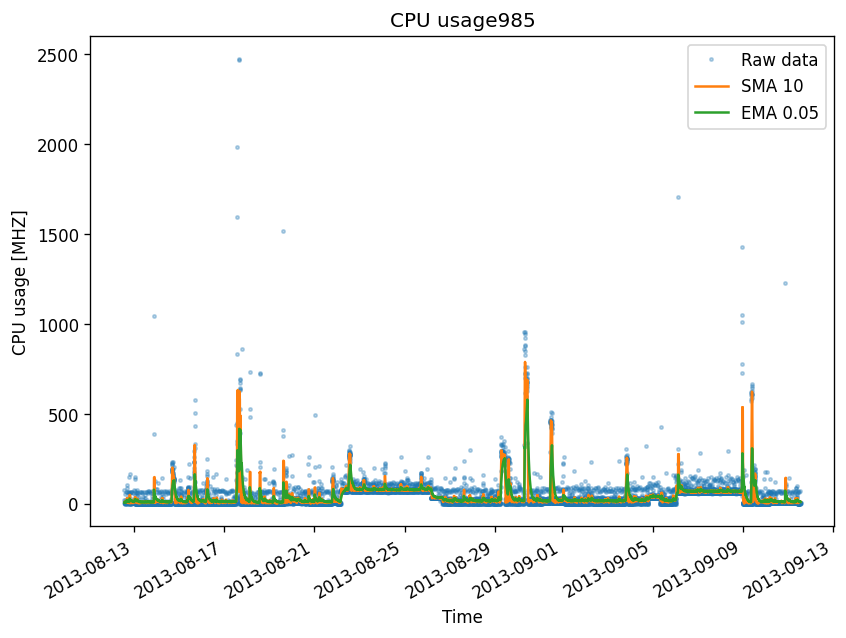 CPU usage985
Raw data
SMA 10
EMA 0.05
CPU usage [MHZ]
2500
2000
1500
1000
500
0
2013-08-13
2013-08-17
2013-08-21
2013-08-25
2013-08-29
2013-09-01
2013-09-05
2013-09-09
2013-09-13
Time